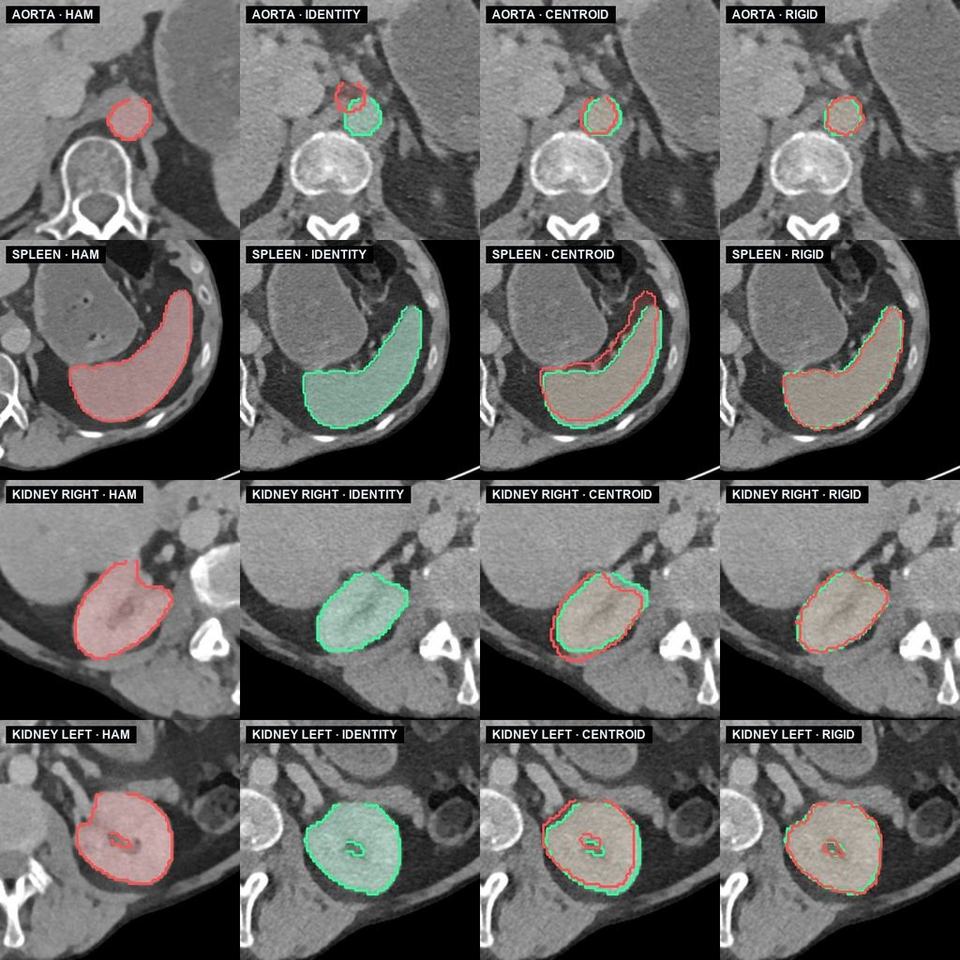 AORTA · HAM
AORTA · IDENTITY
AORTA · CENTROID
AORTA · RIGID
SPLEEN · HAM
SPLEEN · IDENTITY
SPLEEN · CENTROID
SPLEEN · RIGID
KIDNEY RIGHT · HAM
KIDNEY RIGHT · IDENTITY
KIDNEY RIGHT · CENTROID
KIDNEY RIGHT · RIGID
KIDNEY LEFT · HAM
KIDNEY LEFT · IDENTITY
KIDNEY LEFT · CENTROID
KIDNEY LEFT · RIGID